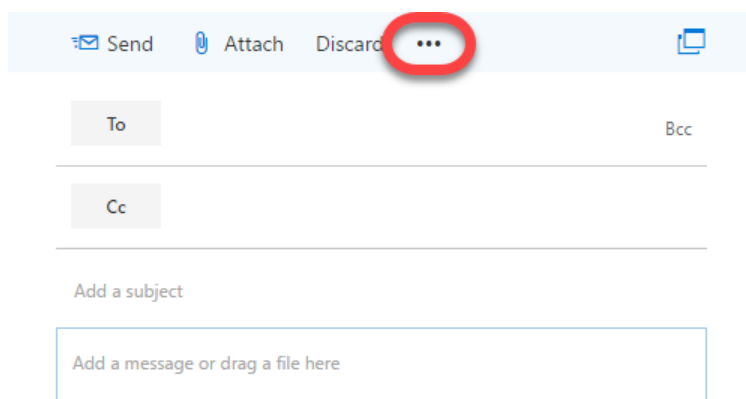 Send Attach Discard •••
To Bcc
Cc
Add a subject
Add a message or drag a file here